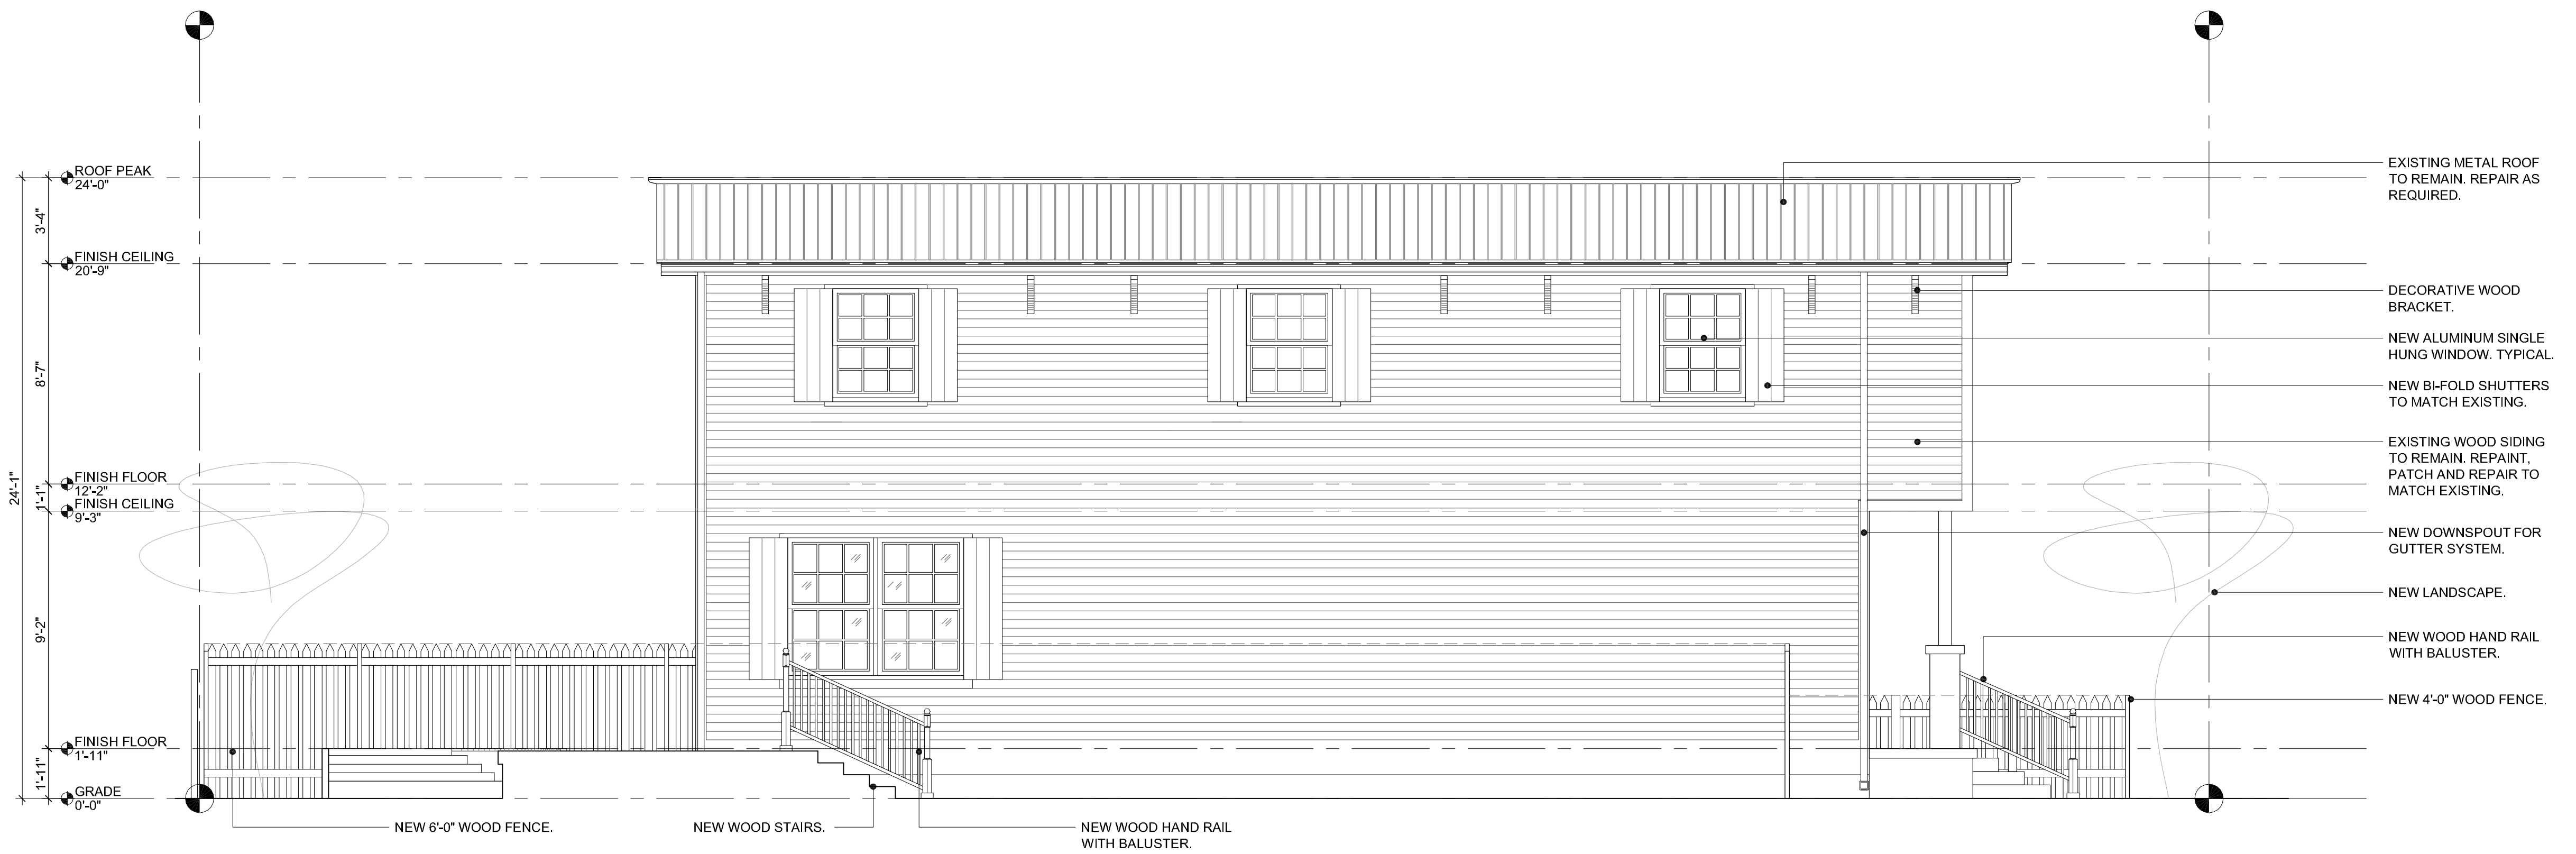 ROOF PEAK
24'-0"
3'-4"
FINISH CEILING
20'-9"
8'-7"
24'-1"
FINISH FLOOR
12'-2"
1'-1"
FINISH CEILING
9'-3"
9'-2"
FINISH FLOOR
1'-11"
1'-11"
GRADE
0'-0"
EXISTING METAL ROOF
TO REMAIN. REPAIR AS
REQUIRED.
DECORATIVE WOOD
BRACKET.
NEW ALUMINUM SINGLE
HUNG WINDOW. TYPICAL.
NEW BI-FOLD SHUTTERS
TO MATCH EXISTING.
EXISTING WOOD SIDING
TO REMAIN. REPAINT,
PATCH AND REPAIR TO
MATCH EXISTING.
NEW DOWNSPOUT FOR
GUTTER SYSTEM.
NEW LANDSCAPE.
NEW WOOD HAND RAIL
WITH BALUSTER.
NEW 4'-0" WOOD FENCE.
NEW 6'-0" WOOD FENCE.
NEW WOOD STAIRS.
NEW WOOD HAND RAIL
WITH BALUSTER.